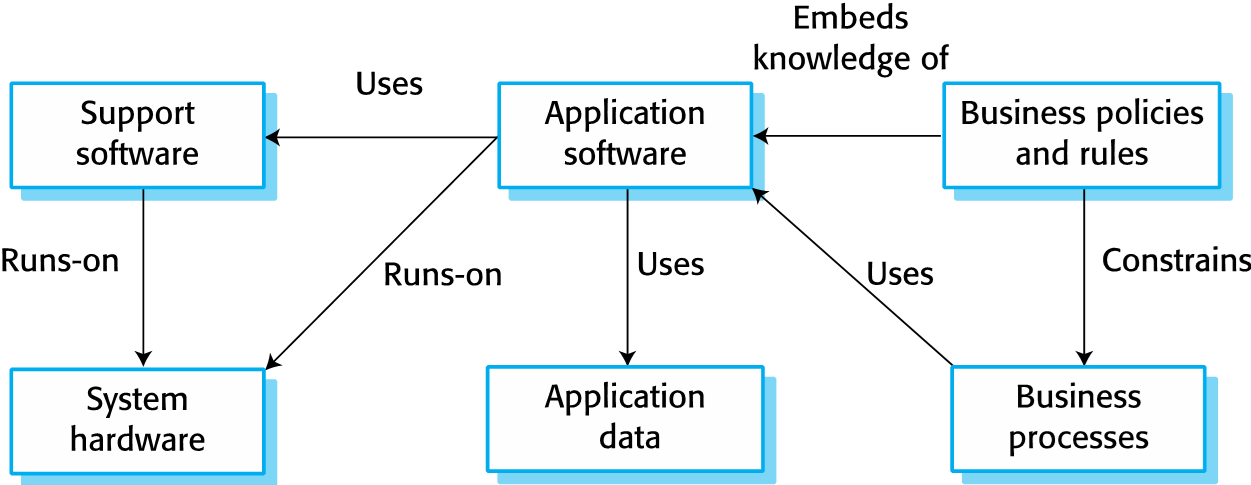 Embeds
knowledge of
Uses
Support
software
Application
software
Business policies
and rules
Runs-on
Runs-on
Uses
Uses
Constrains
System
hardware
Application
data
Business
processes